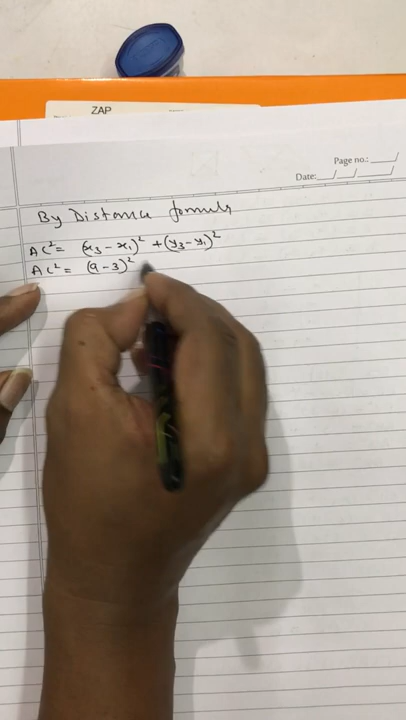 ZAP
Page no.:
Date: / /
By Distance formula
AC² = (x₃ - x₁)² + (y₃ - y₁)²
AC² = (9 - 3)²